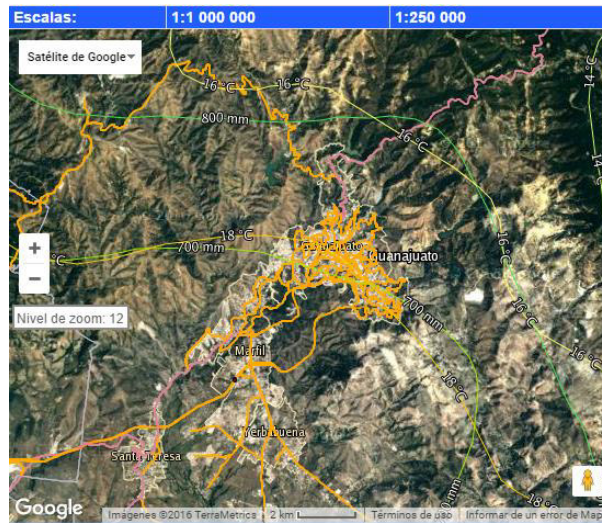 Escalas: 1:1 000 000 1:250 000
Satélite de Google
16 °C
16 °C
14 °C
800 mm
16 °C
18 °C
700 mm
Guanajuato
16 °C
°C
700 mm
16 °C
Nivel de zoom: 12
Marfil
16 °C
18 °C
Yerbabuena
Santa Teresa
Google
Imágenes ©2016 TerraMetrics
2 km
Términos de uso
Informar de un error de Map